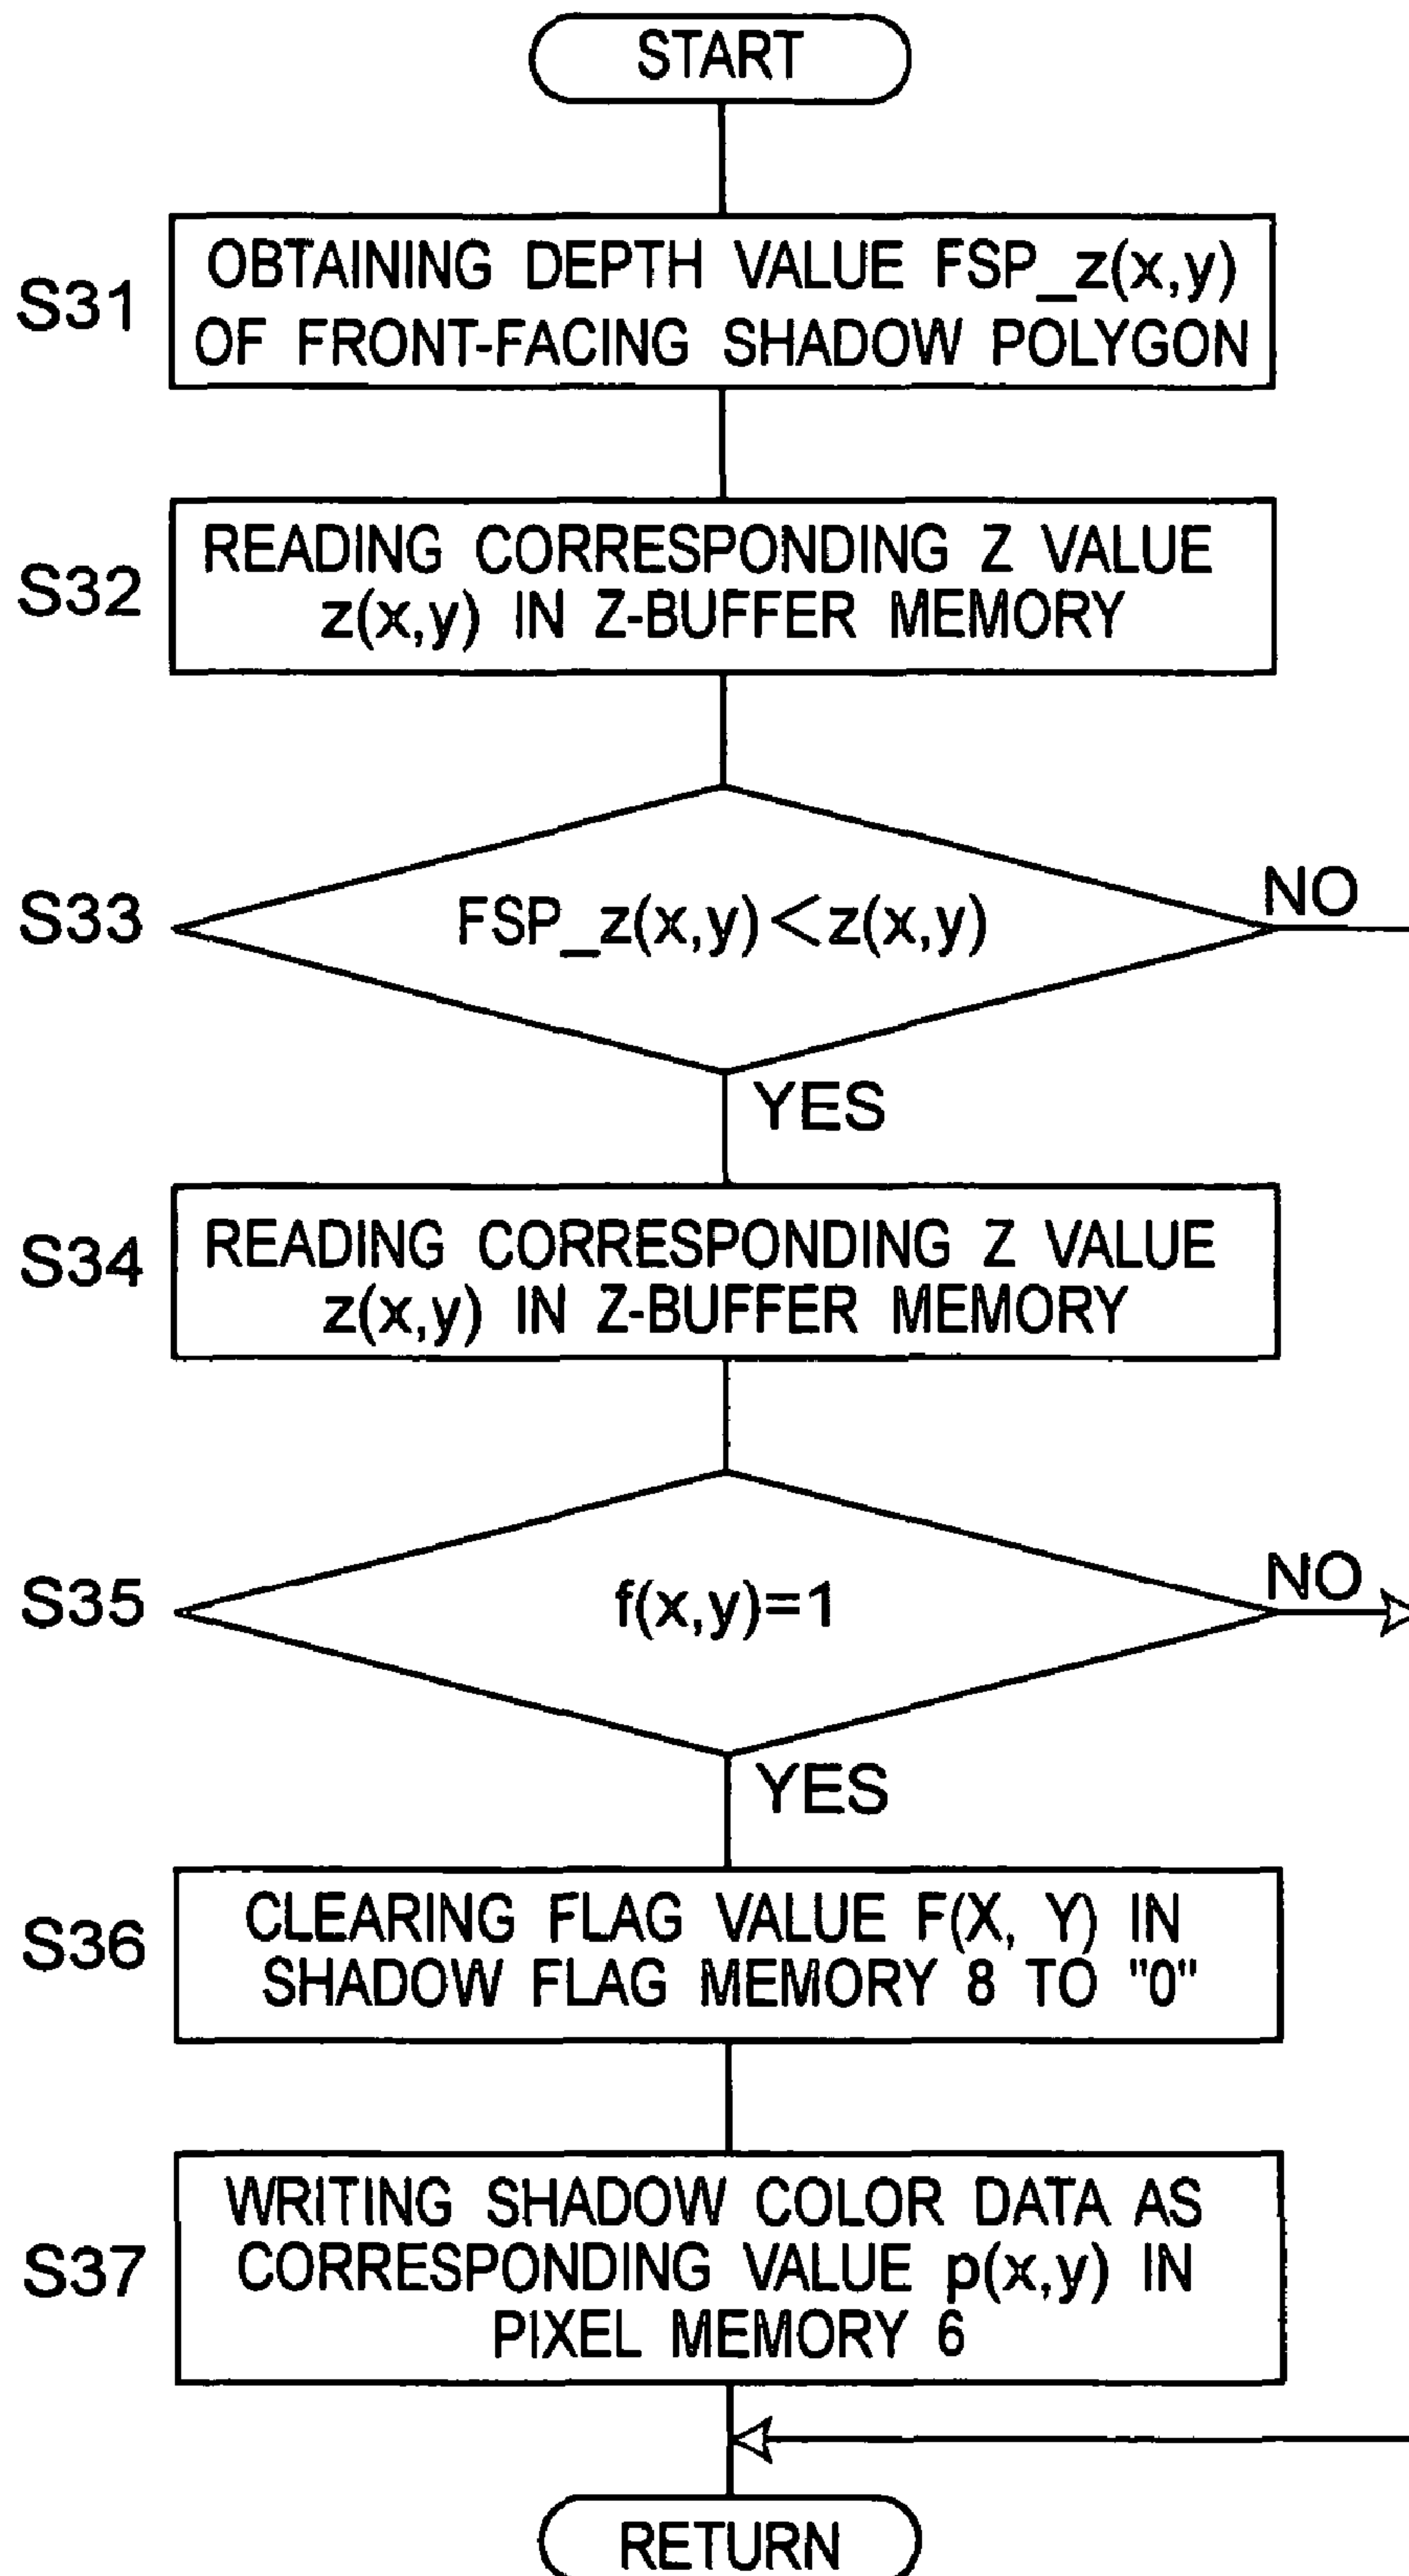 START
S31
OBTAINING DEPTH VALUE FSP_z(x,y)
OF FRONT-FACING SHADOW POLYGON
S32
READING CORRESPONDING Z VALUE
z(x,y) IN Z-BUFFER MEMORY
S33
FSP_z(x,y)<z(x,y)
NO
YES
S34
READING CORRESPONDING Z VALUE
z(x,y) IN Z-BUFFER MEMORY
S35
f(x,y)=1
NO
YES
S36
CLEARING FLAG VALUE F(X, Y) IN
SHADOW FLAG MEMORY 8 TO "0"
S37
WRITING SHADOW COLOR DATA AS
CORRESPONDING VALUE p(x,y) IN
PIXEL MEMORY 6
RETURN